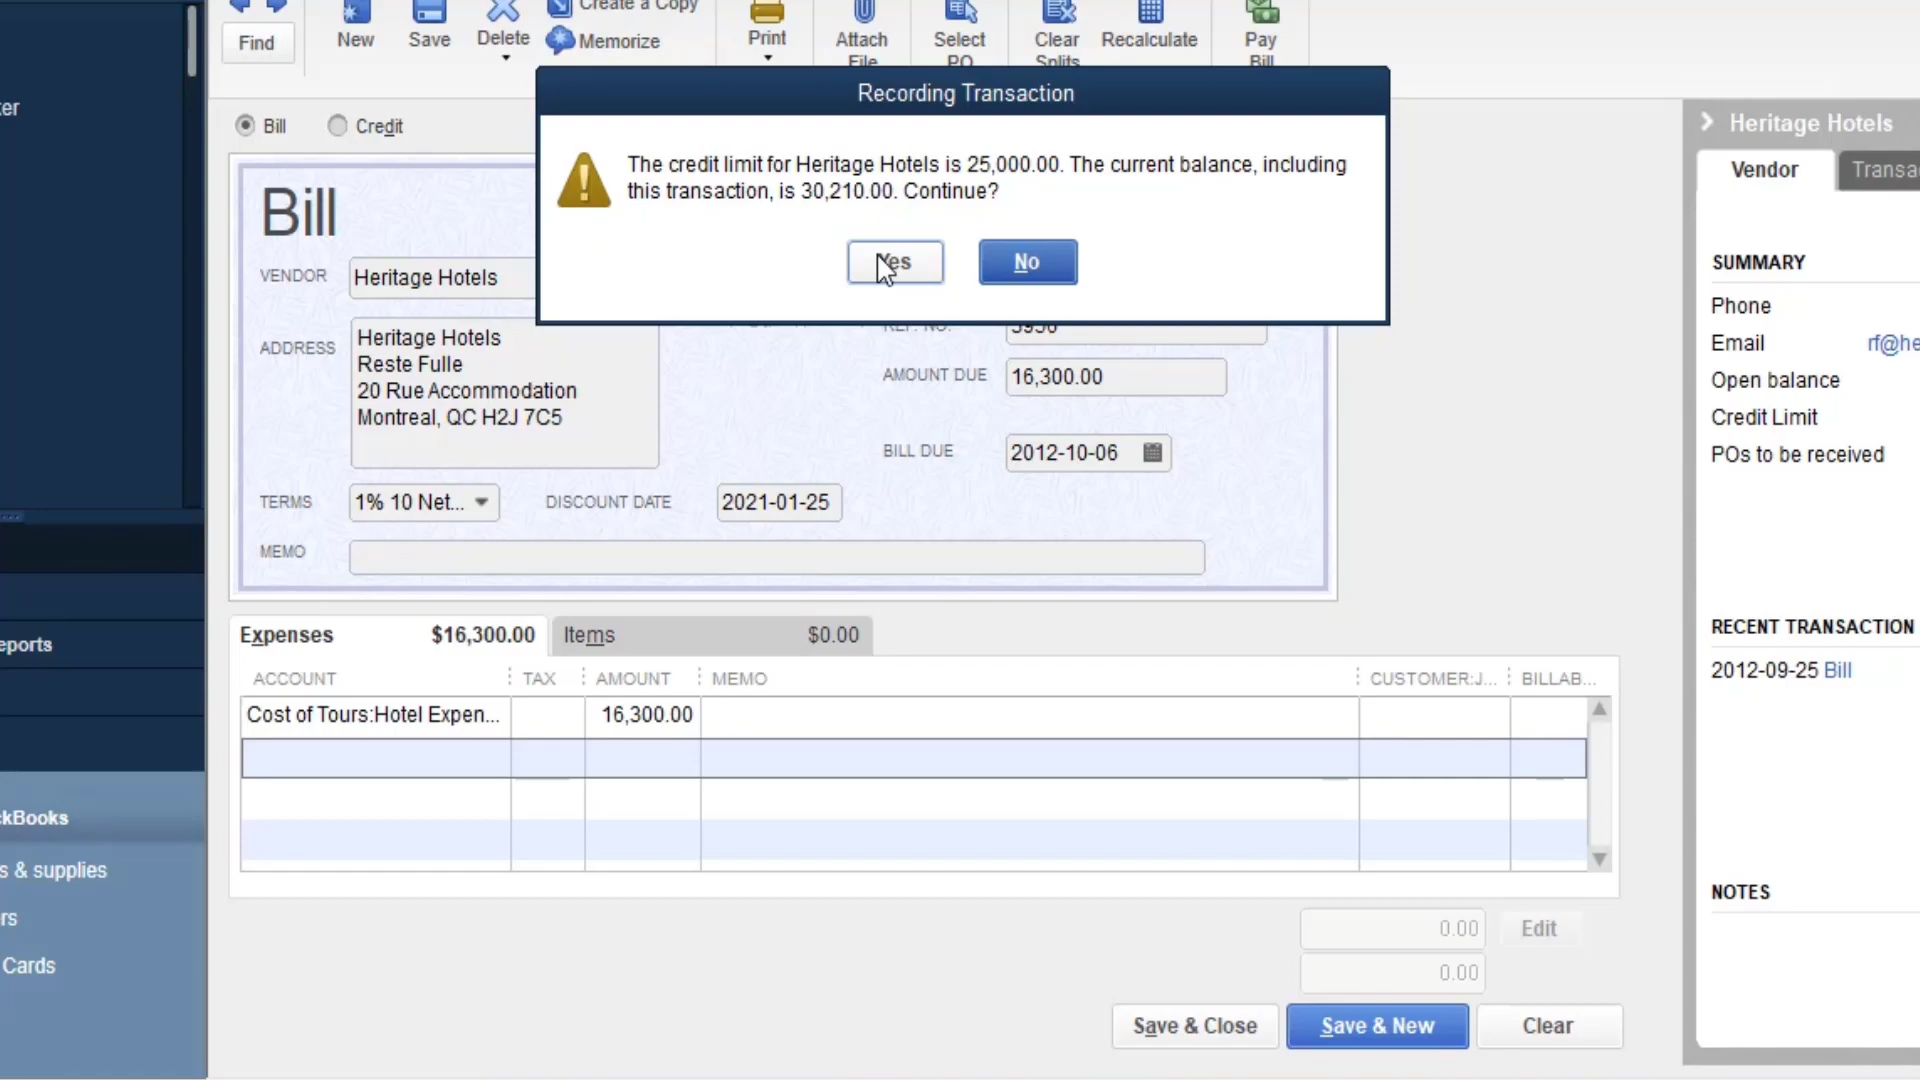 Create a Copy
Find
New
Save
Delete
Memorize
Print
Attach
File
Select
PO
Clear
Splits
Recalculate
Pay
Bill
Recording Transaction
The credit limit for Heritage Hotels is 25,000.00. The current balance, including
this transaction, is 30,210.00. Continue?
Yes
No
Bill
Credit
Bill
VENDOR
Heritage Hotels
ADDRESS
Heritage Hotels
Reste Fulle
20 Rue Accommodation
Montreal, QC H2J 7C5
REF. NO.
5956
AMOUNT DUE
16,300.00
BILL DUE
2012-10-06
TERMS
1% 10 Net...
DISCOUNT DATE
2021-01-25
MEMO
Expenses
$16,300.00
Items
$0.00
ACCOUNT
TAX
AMOUNT
MEMO
CUSTOMER:J...
BILLAB...
Cost of Tours:Hotel Expen...
16,300.00
0.00
Edit
0.00
Save & Close
Save & New
Clear
Heritage Hotels
Vendor
Transa
SUMMARY
Phone
Email
rf@he
Open balance
Credit Limit
POs to be received
RECENT TRANSACTION
2012-09-25 Bill
NOTES
ter
eports
kBooks
s & supplies
rs
Cards